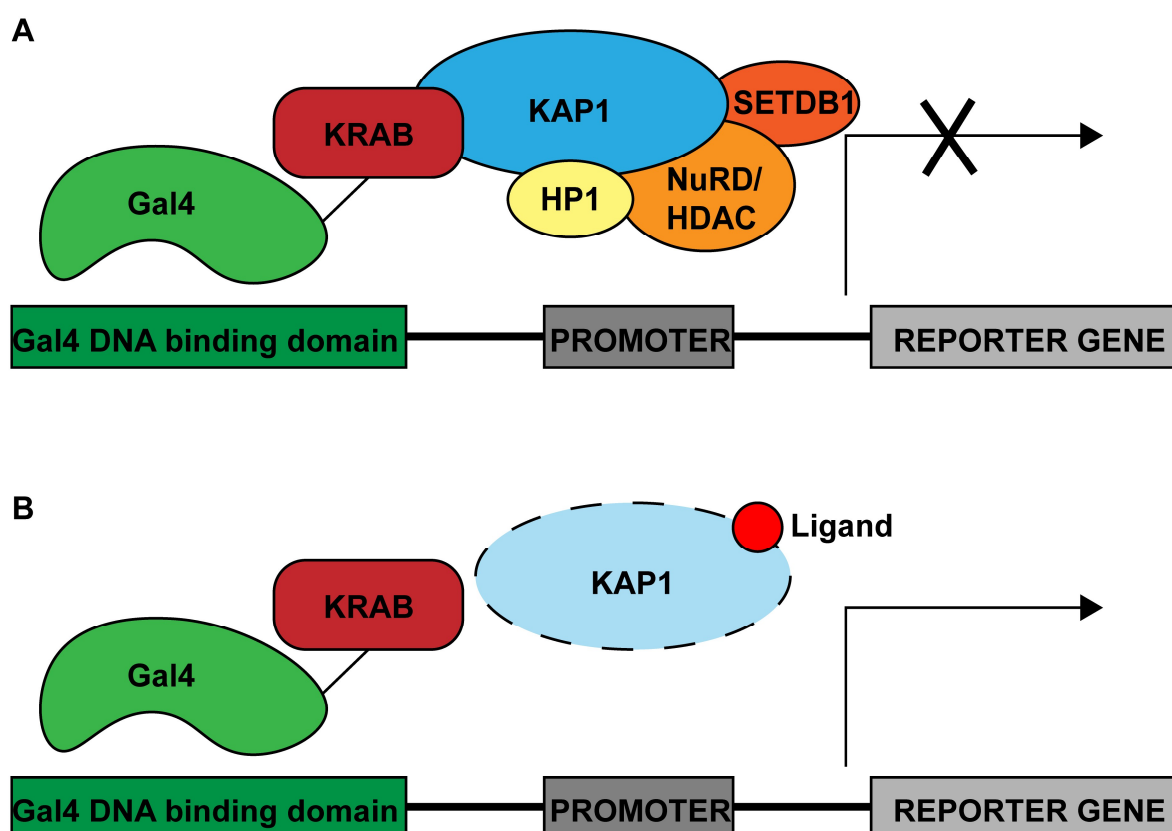 A
KRAB
KAP1
SETDB1
Gal4
HP1
NuRD/
HDAC
Gal4 DNA binding domain
PROMOTER
REPORTER GENE
B
KRAB
KAP1
Ligand
Gal4
Gal4 DNA binding domain
PROMOTER
REPORTER GENE